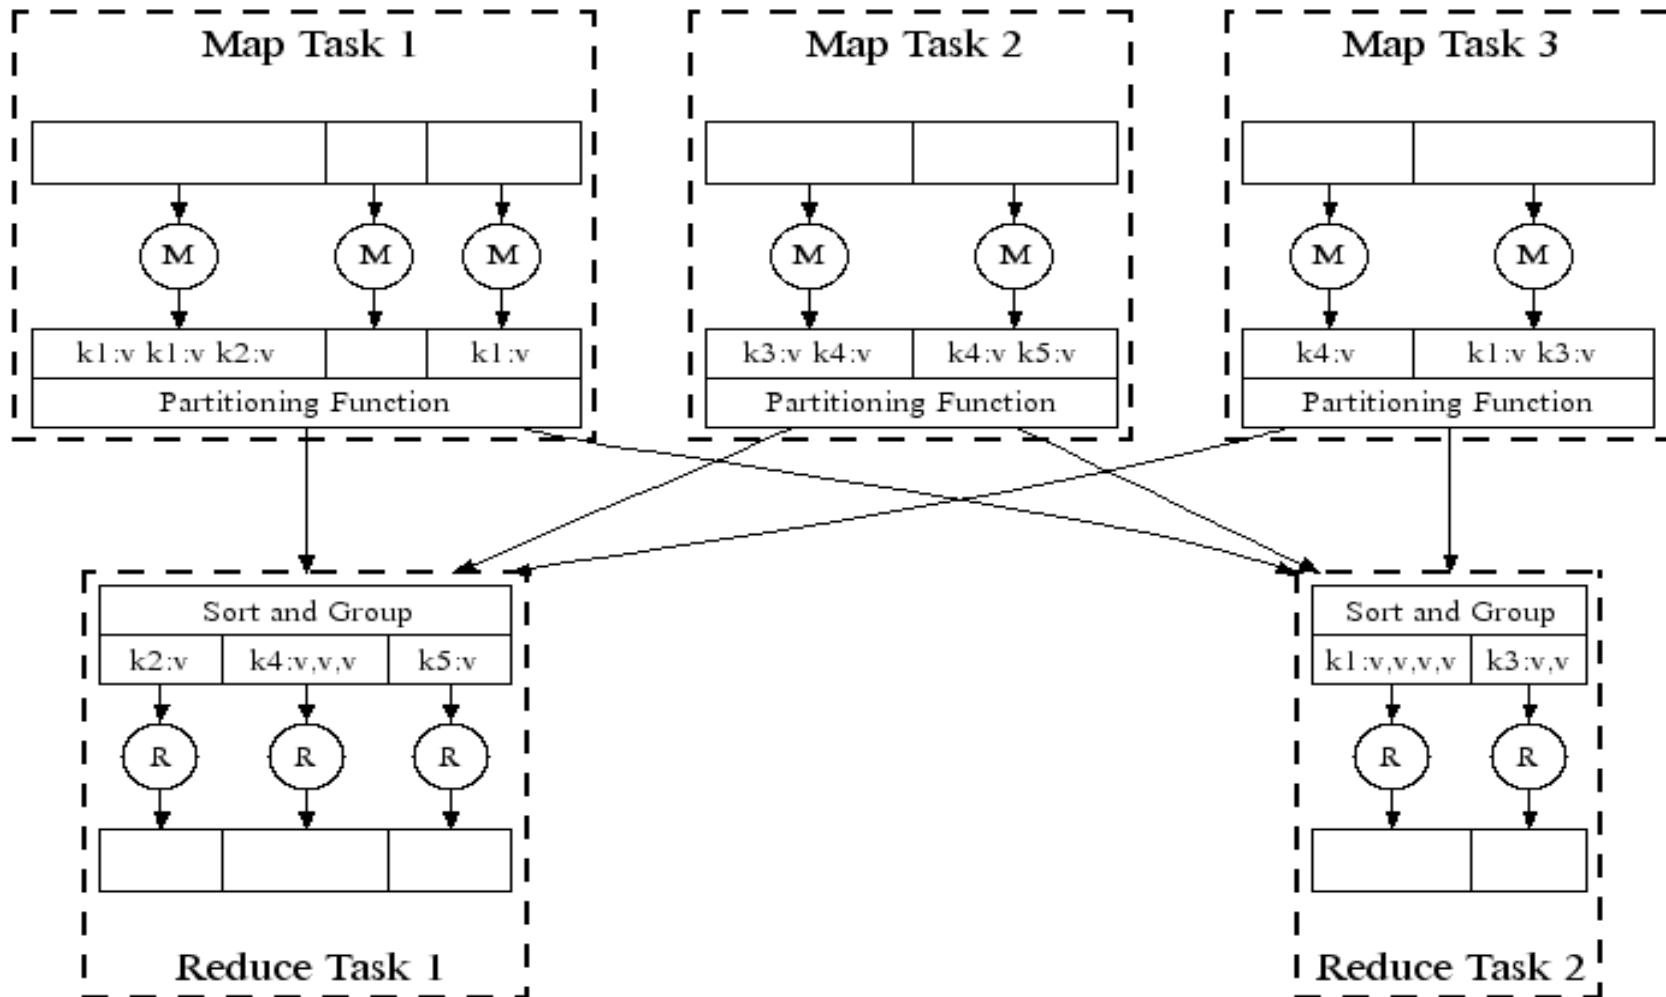 Map Task 1
Map Task 2
Map Task 3
M
M
M
M
M
M
M
k1:v k1:v k2:v
k1:v
k3:v k4:v
k4:v k5:v
k4:v
k1:v k3:v
Partitioning Function
Partitioning Function
Partitioning Function
Sort and Group
Sort and Group
k2:v
k4:v,v,v
k5:v
k1:v,v,v,v
k3:v,v
R
R
R
R
R
Reduce Task 1
Reduce Task 2